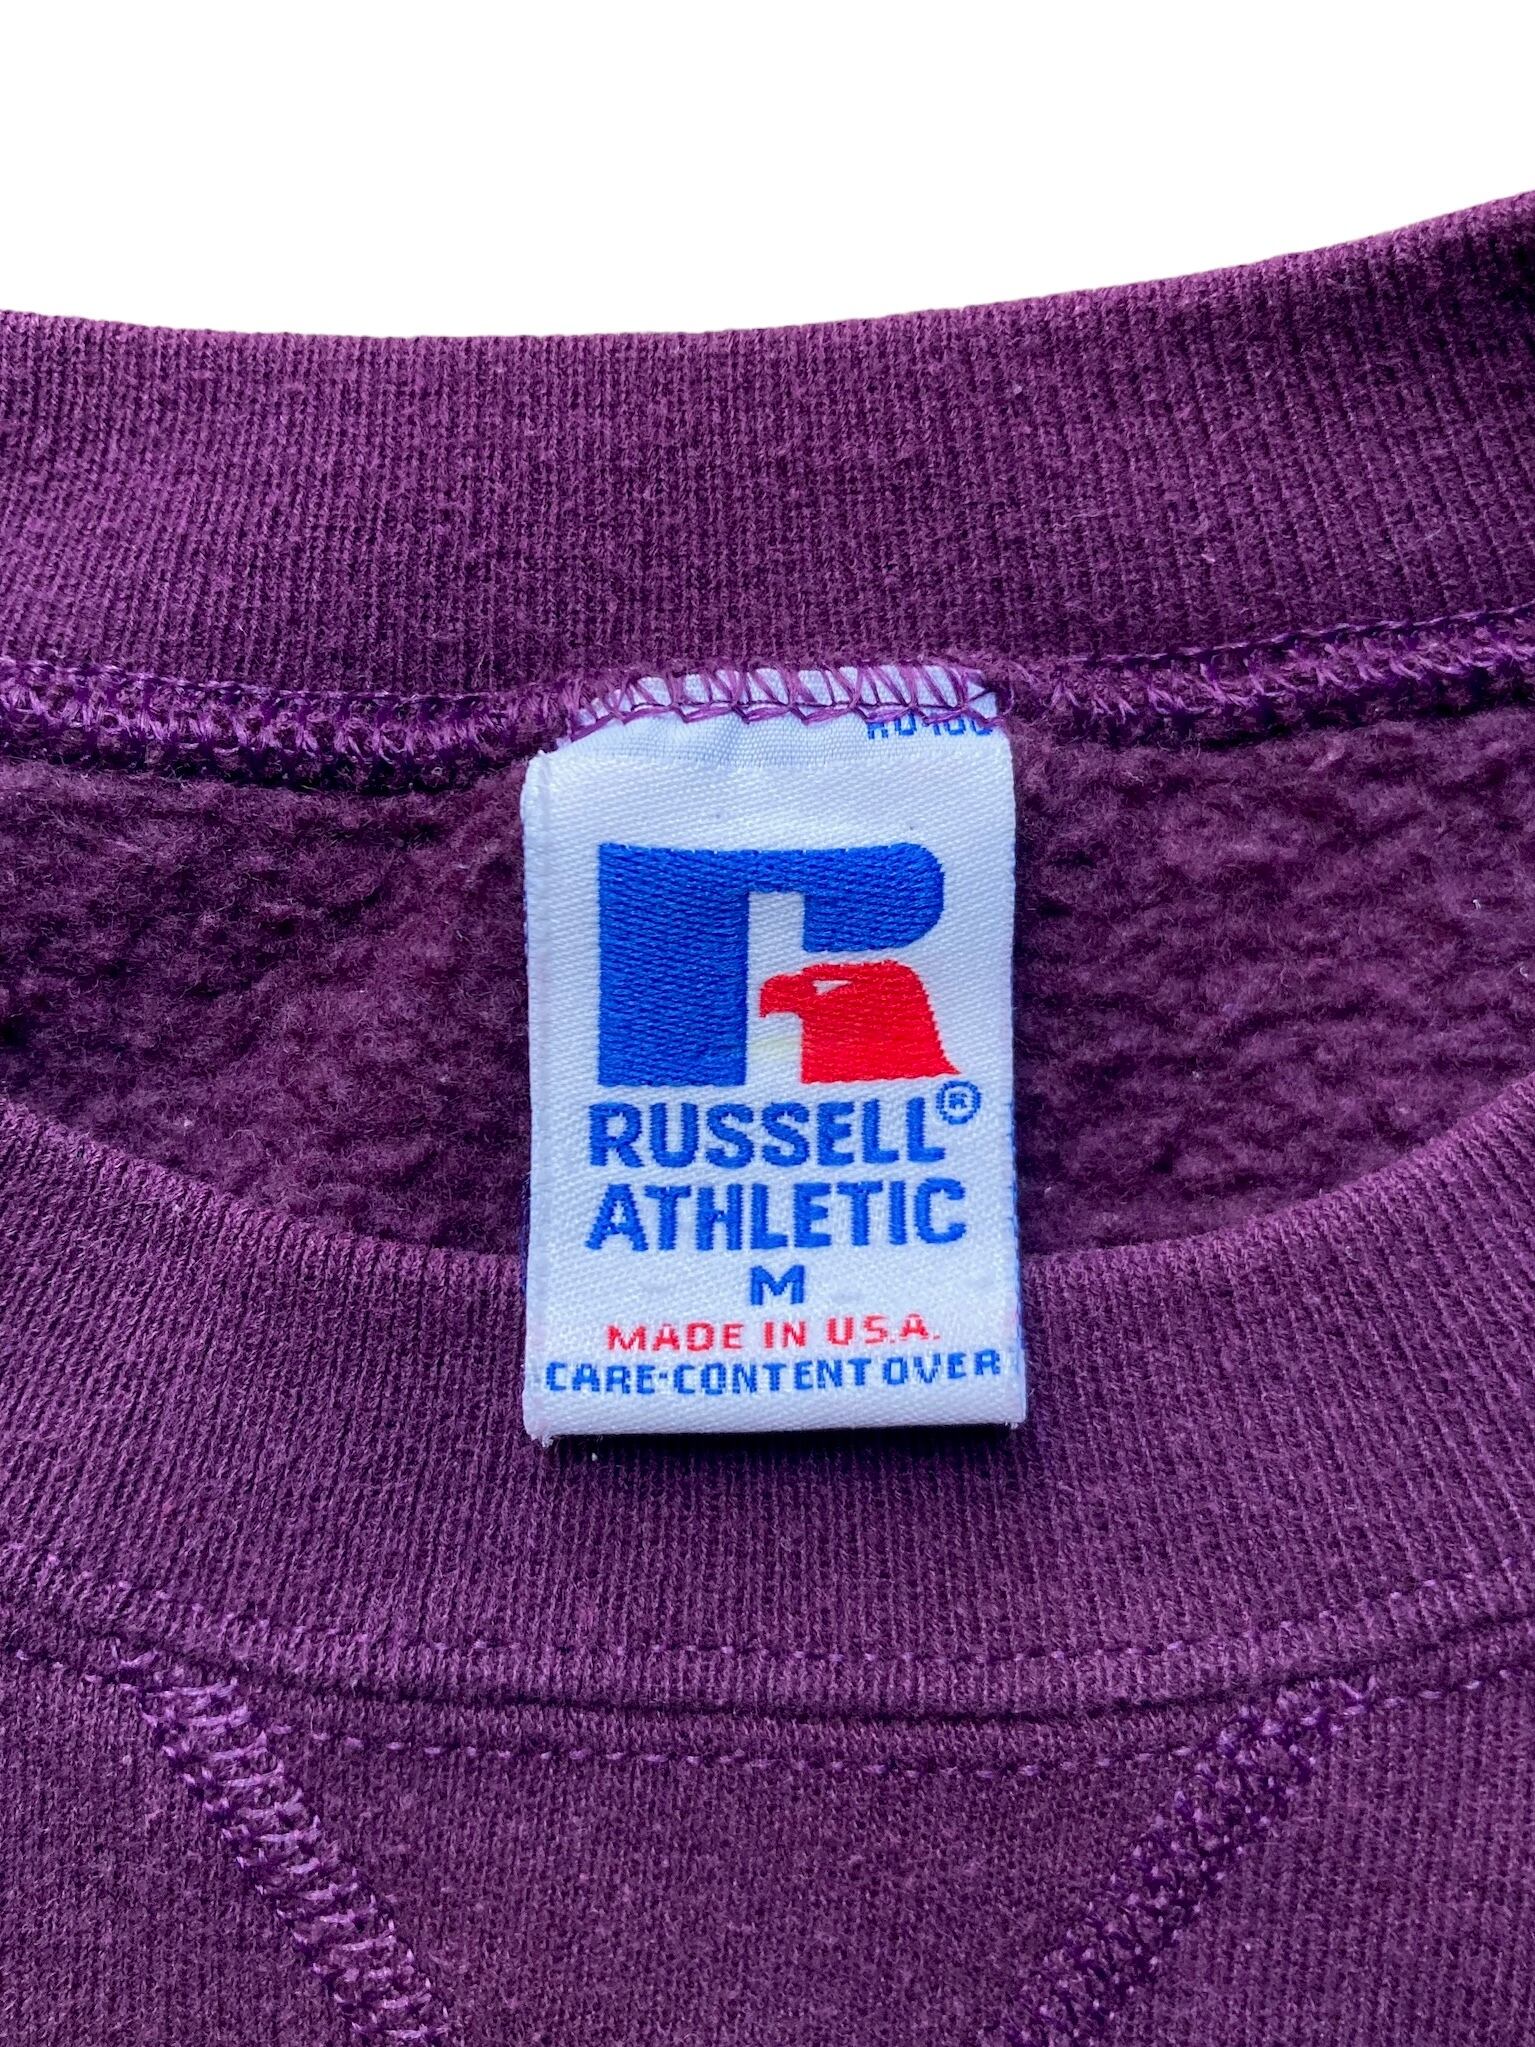 RUSSELL®
ATHLETIC
M
MADE IN U.S.A.
CARE·CONTENT OVER